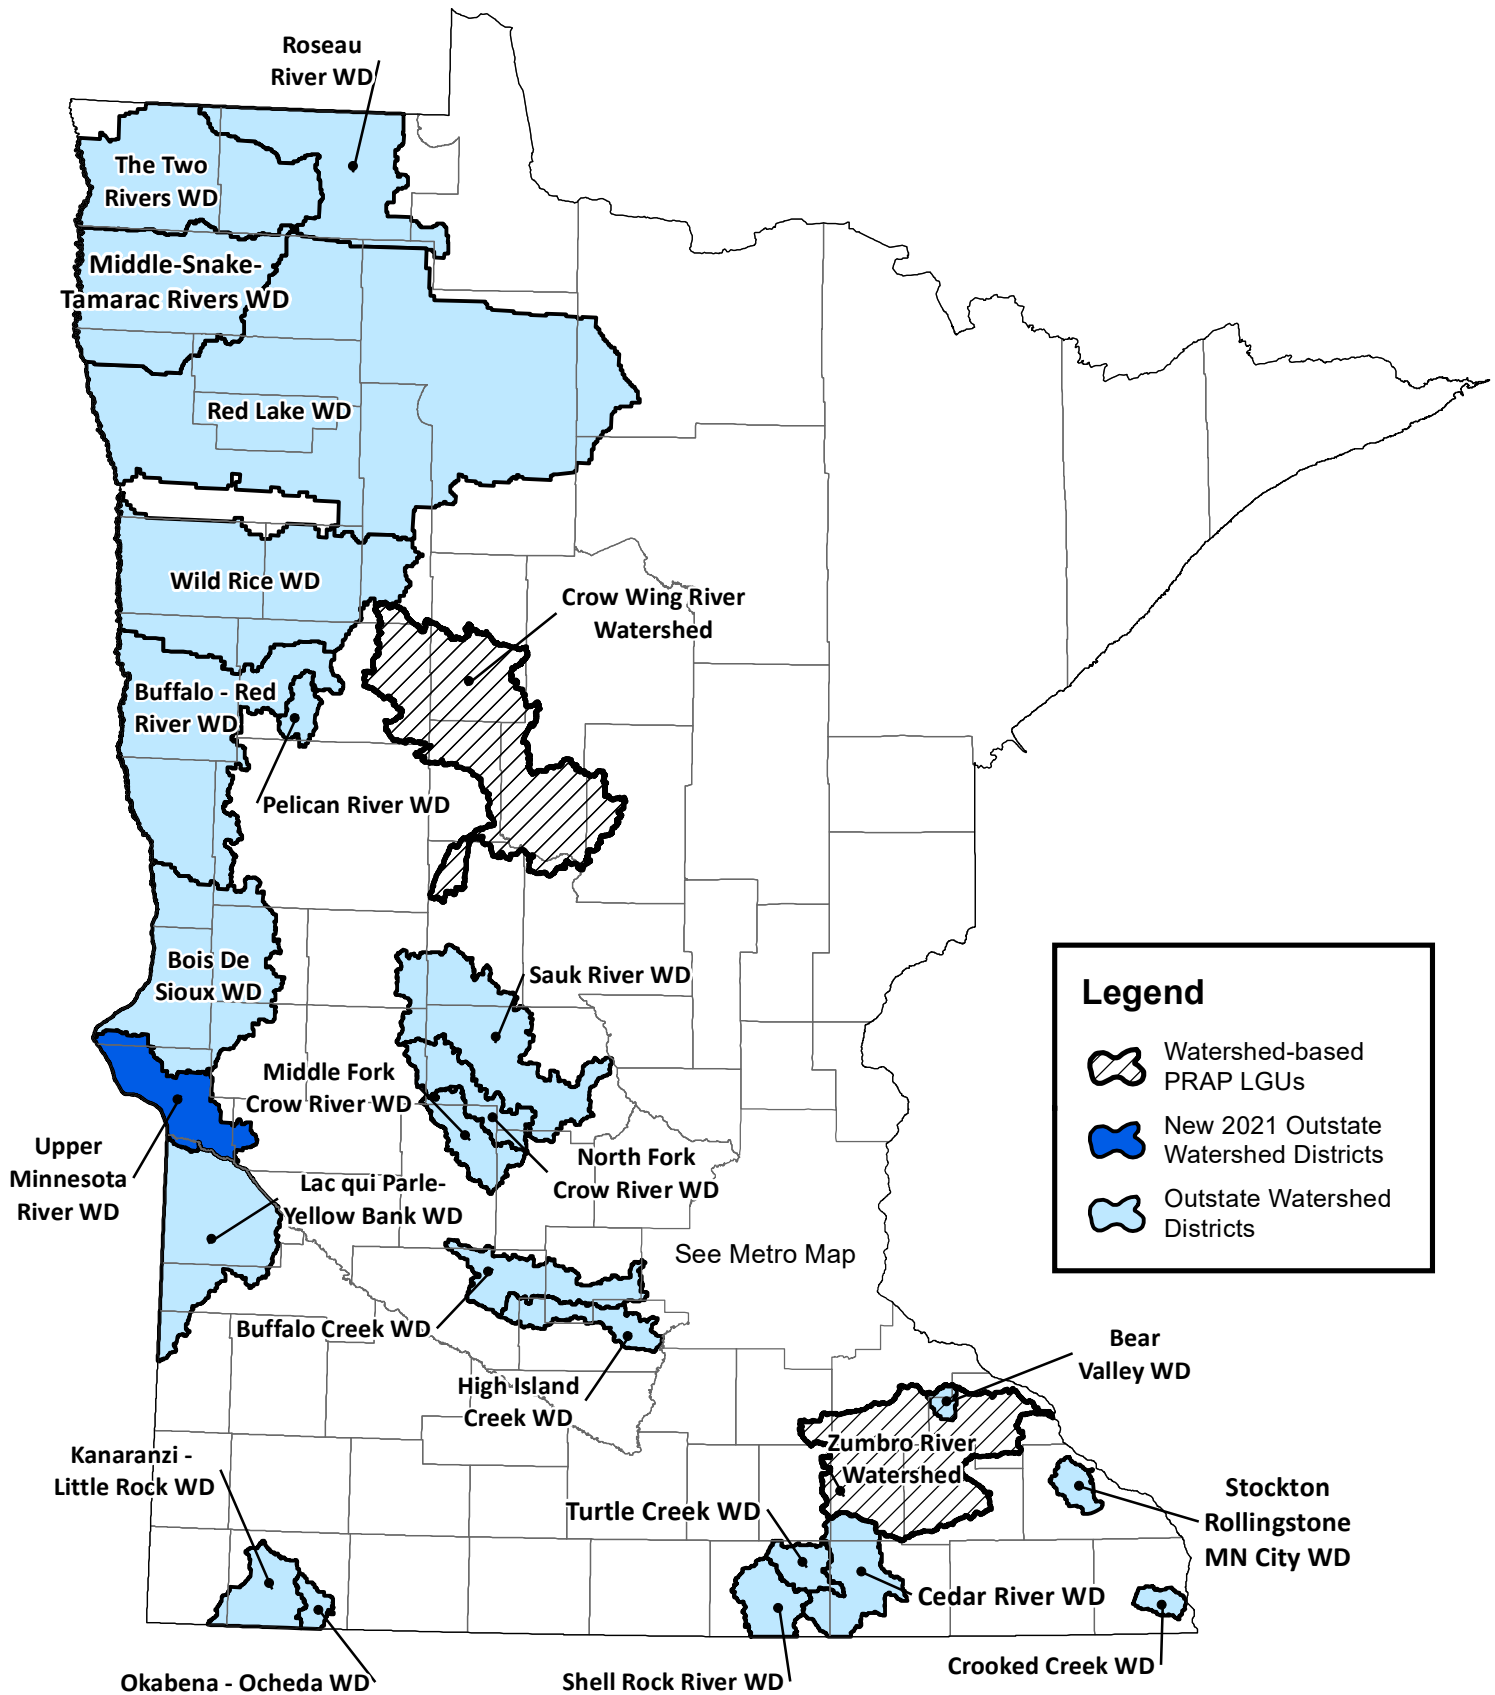 Roseau
River WD
The Two
Rivers WD
Middle-Snake-
Tamarac Rivers WD
Red Lake WD
Wild Rice WD
Crow Wing River
Watershed
Buffalo - Red
River WD
Pelican River WD
Bois De
Sioux WD
Sauk River WD
Middle Fork
Crow River WD
Upper
Minnesota
River WD
North Fork
Crow River WD
Lac qui Parle-
Yellow Bank WD
See Metro Map
Buffalo Creek WD
High Island
Creek WD
Bear
Valley WD
Zumbro River
Watershed
Kanaranzi -
Little Rock WD
Turtle Creek WD
Stockton
Rollingstone
MN City WD
Cedar River WD
Crooked Creek WD
Okabena - Ocheda WD
Shell Rock River WD
Legend
Watershed-based
PRAP LGUs
New 2021 Outstate
Watershed Districts
Outstate Watershed
Districts